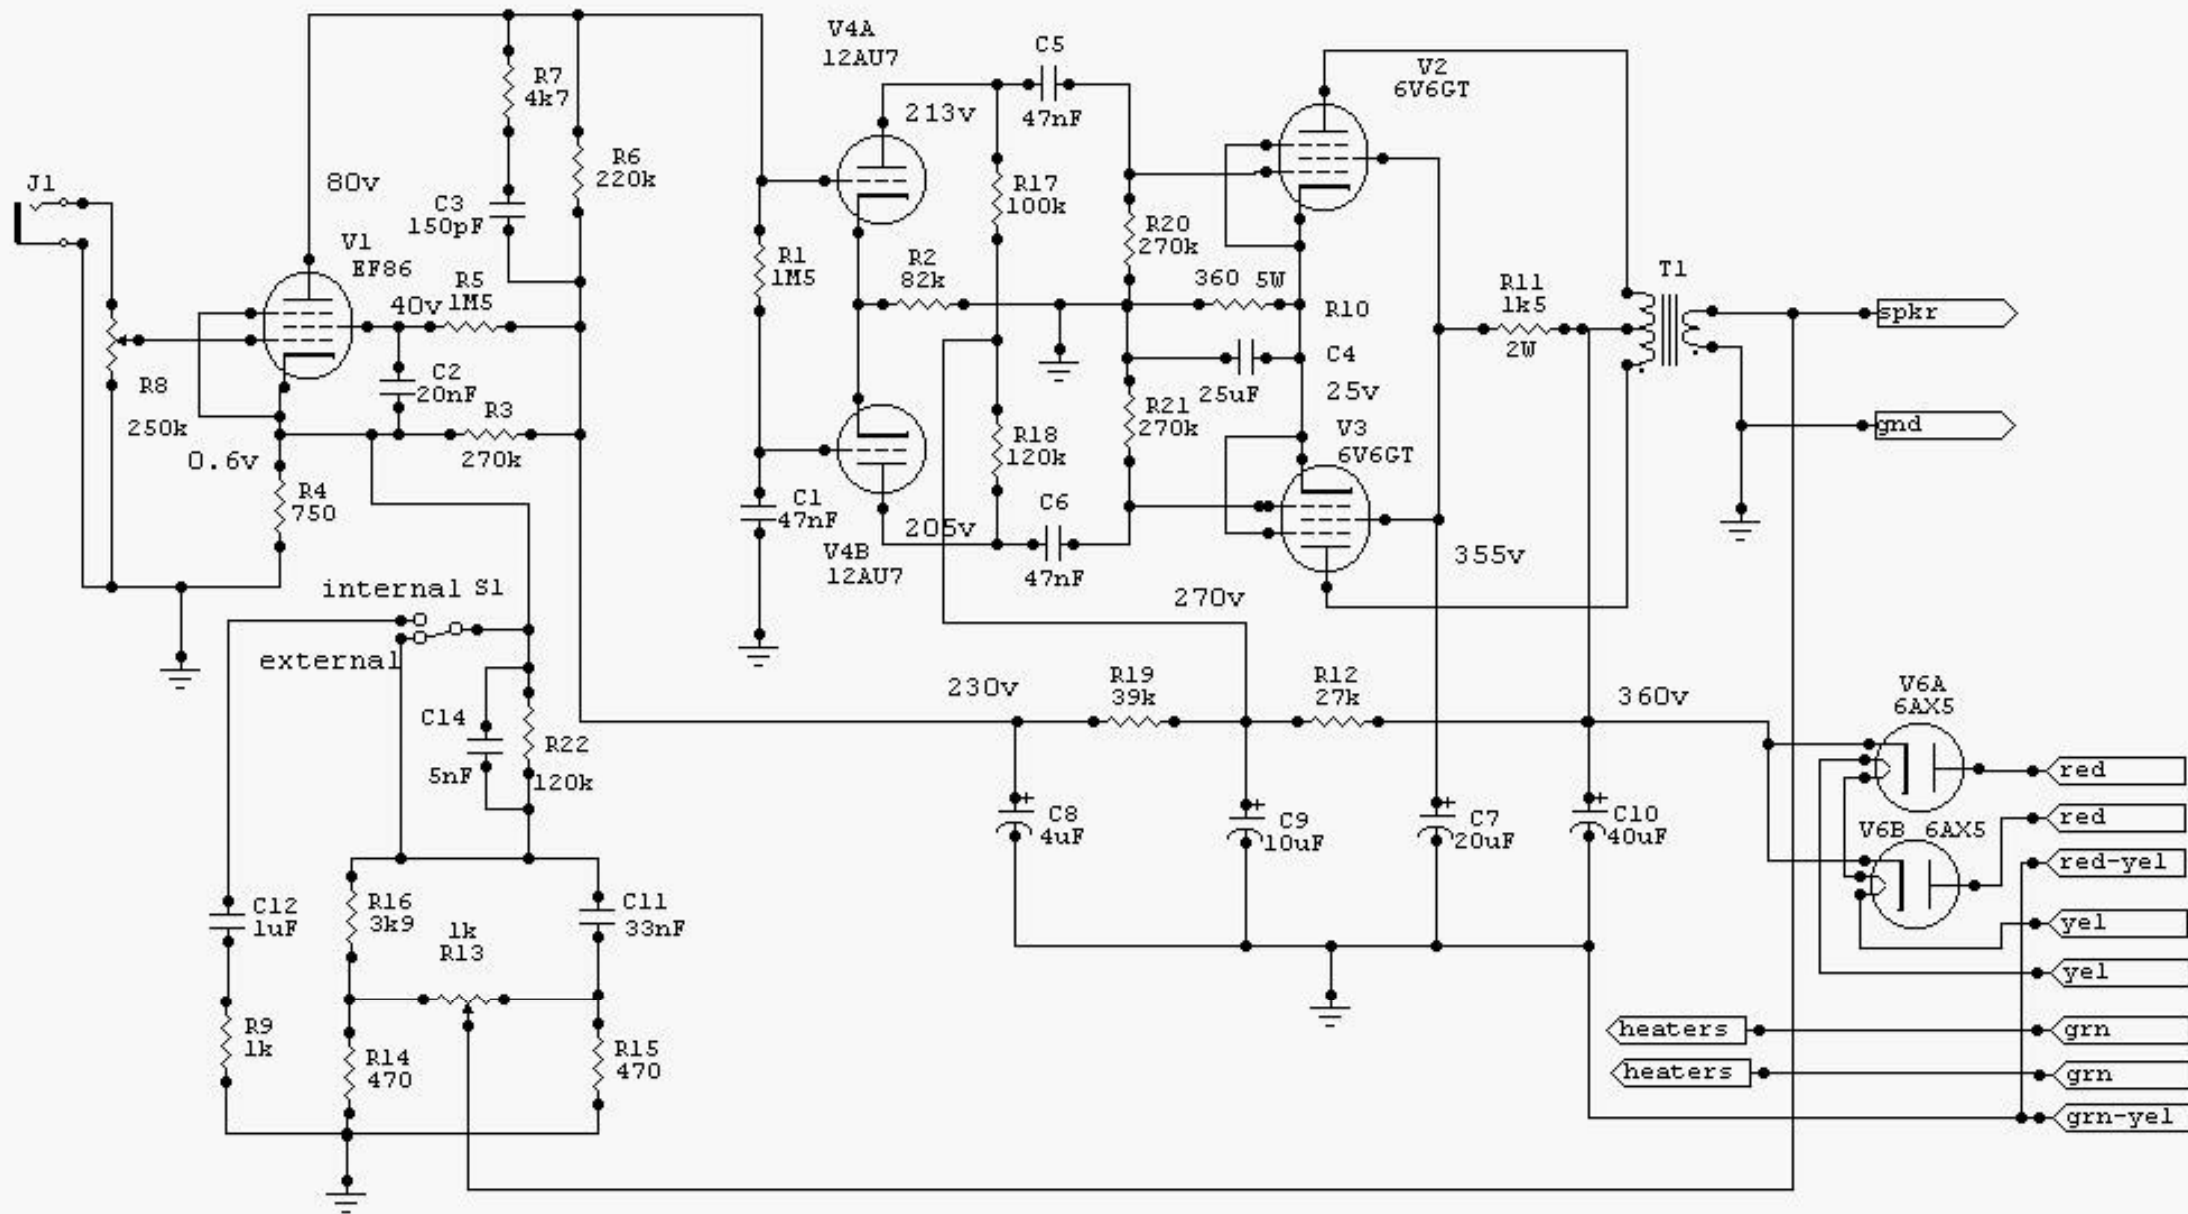 V4A
12AU7
C5
47nF
213v
V2
6V6GT
R7
4k7
R6
220k
J1
80v
C3
150pF
V1
EF86
R5
1M5
40v
R17
100k
R20
270k
R1
1M5
R2
82k
360 5W
R10
R11
1k5
2W
T1
spkr
R8
250k
C2
20nF
R3
270k
0.6v
R4
750
C4
25uF
25v
R21
270k
V3
6V6GT
gnd
R18
120k
C1
47nF
205v
V4B
12AU7
C6
47nF
355v
270v
internal S1
external
230v
R19
39k
R12
27k
360v
V6A
6AX5
red
C14
5nF
R22
120k
C8
4uF
C9
10uF
C7
20uF
C10
40uF
red
V6B 6AX5
red-yel
C12
1uF
R16
3k9
1k
R13
C11
33nF
yel
yel
R9
1k
R14
470
R15
470
heaters
grn
heaters
grn
grn-yel